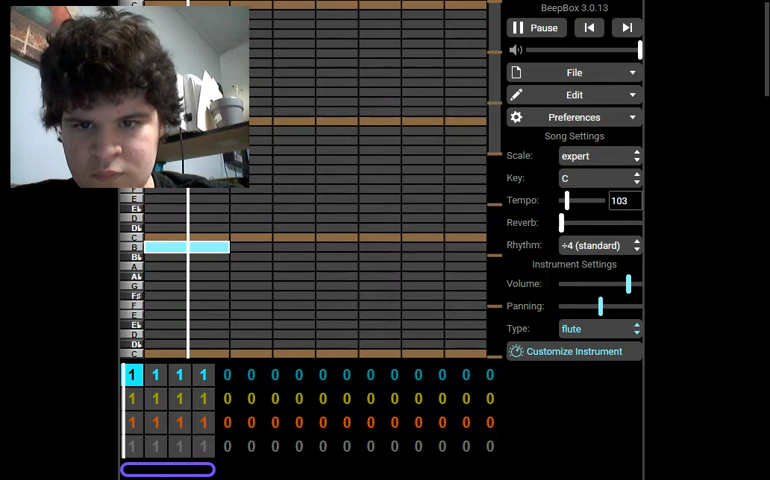 BeepBox 3.0.13
Pause
File
Edit
Preferences
Song Settings
Scale: expert
Key: C
Tempo: 103
Reverb:
Rhythm: ÷4 (standard)
Instrument Settings
Volume:
Panning:
Type: flute
Customize Instrument
C
F
E
E♭
D
D♭
C
B
B♭
A
A♭
G
F♯
F
E
E♭
D
D♭
C
1 1 1 1 0 0 0 0 0 0 0 0 0 0 0 0
1 1 1 1 0 0 0 0 0 0 0 0 0 0 0 0
1 1 1 1 0 0 0 0 0 0 0 0 0 0 0 0
1 1 1 1 0 0 0 0 0 0 0 0 0 0 0 0